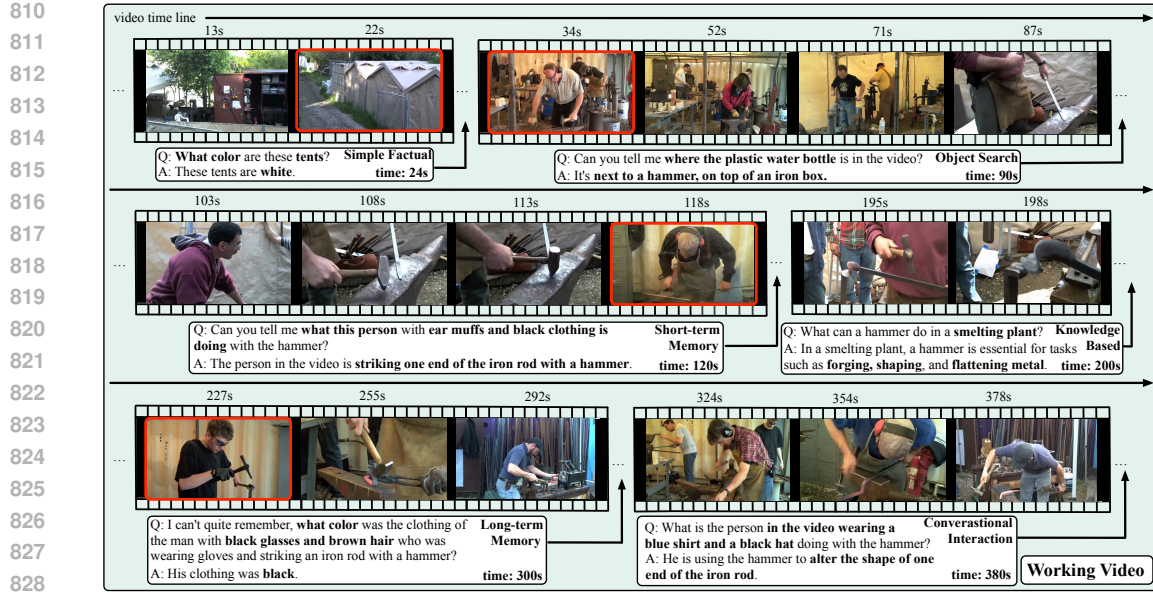 810
811
812
813
814
815
816
817
818
819
820
821
822
823
824
825
826
827
828
video time line
13s 22s 34s 52s 71s 87s
... ... ...
Q: What color are these tents? Simple Factual
A: These tents are white. time: 24s
Q: Can you tell me where the plastic water bottle is in the video? Object Search
A: It's next to a hammer, on top of an iron box. time: 90s
103s 108s 113s 118s 195s 198s
... ... ...
Q: Can you tell me what this person with ear muffs and black clothing is Short-term
doing with the hammer? Memory
A: The person in the video is striking one end of the iron rod with a hammer. time: 120s
Q: What can a hammer do in a smelting plant? Knowledge
A: In a smelting plant, a hammer is essential for tasks Based
such as forging, shaping, and flattening metal. time: 200s
227s 255s 292s 324s 354s 378s
... ... ...
Q: I can't quite remember, what color was the clothing of Long-term
the man with black glasses and brown hair who was Memory
wearing gloves and striking an iron rod with a hammer?
A: His clothing was black. time: 300s
Q: What is the person in the video wearing a Converastional
blue shirt and a black hat doing with the hammer? Interaction
A: He is using the hammer to alter the shape of one
end of the iron rod. time: 380s
Working Video